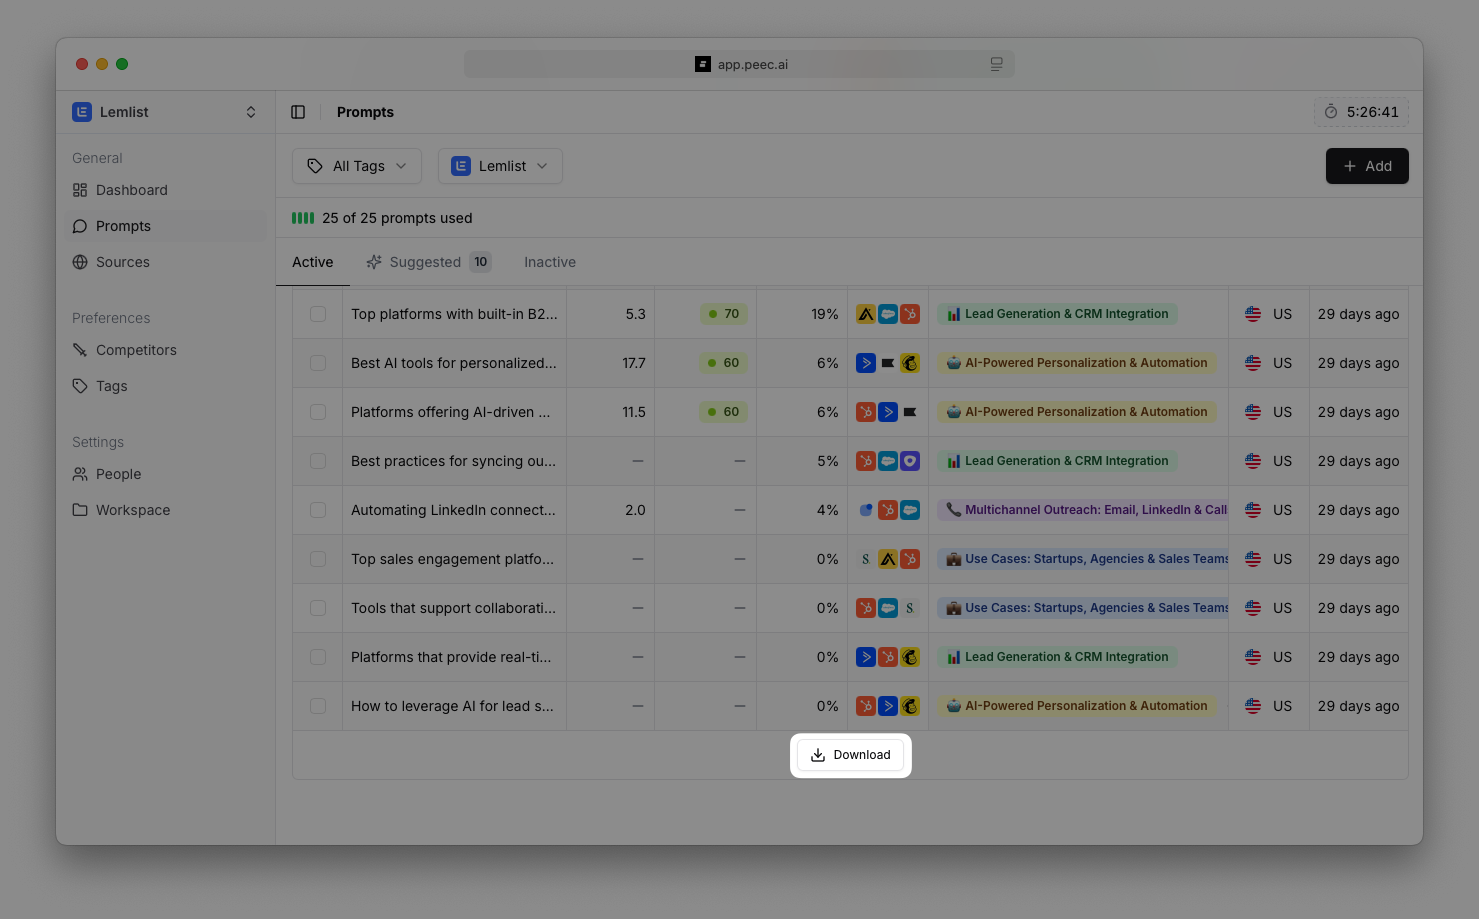 app.peec.ai
Lemlist
Prompts
5:26:41
General
Dashboard
Prompts
Sources
Preferences
Competitors
Tags
Settings
People
Workspace
All Tags
Lemlist
Add
25 of 25 prompts used
Active
Suggested 10
Inactive
Top platforms with built-in B2... 5.3 70 19% Lead Generation & CRM Integration US 29 days ago
Best AI tools for personalized... 17.7 60 6% AI-Powered Personalization & Automation US 29 days ago
Platforms offering AI-driven ... 11.5 60 6% AI-Powered Personalization & Automation US 29 days ago
Best practices for syncing ou... — — 5% Lead Generation & CRM Integration US 29 days ago
Automating LinkedIn connect... 2.0 — 4% Multichannel Outreach: Email, LinkedIn & Call US 29 days ago
Top sales engagement platfo... — — 0% Use Cases: Startups, Agencies & Sales Teams US 29 days ago
Tools that support collaborati... — — 0% Use Cases: Startups, Agencies & Sales Teams US 29 days ago
Platforms that provide real-ti... — — 0% Lead Generation & CRM Integration US 29 days ago
How to leverage AI for lead s... — — 0% AI-Powered Personalization & Automation US 29 days ago
Download